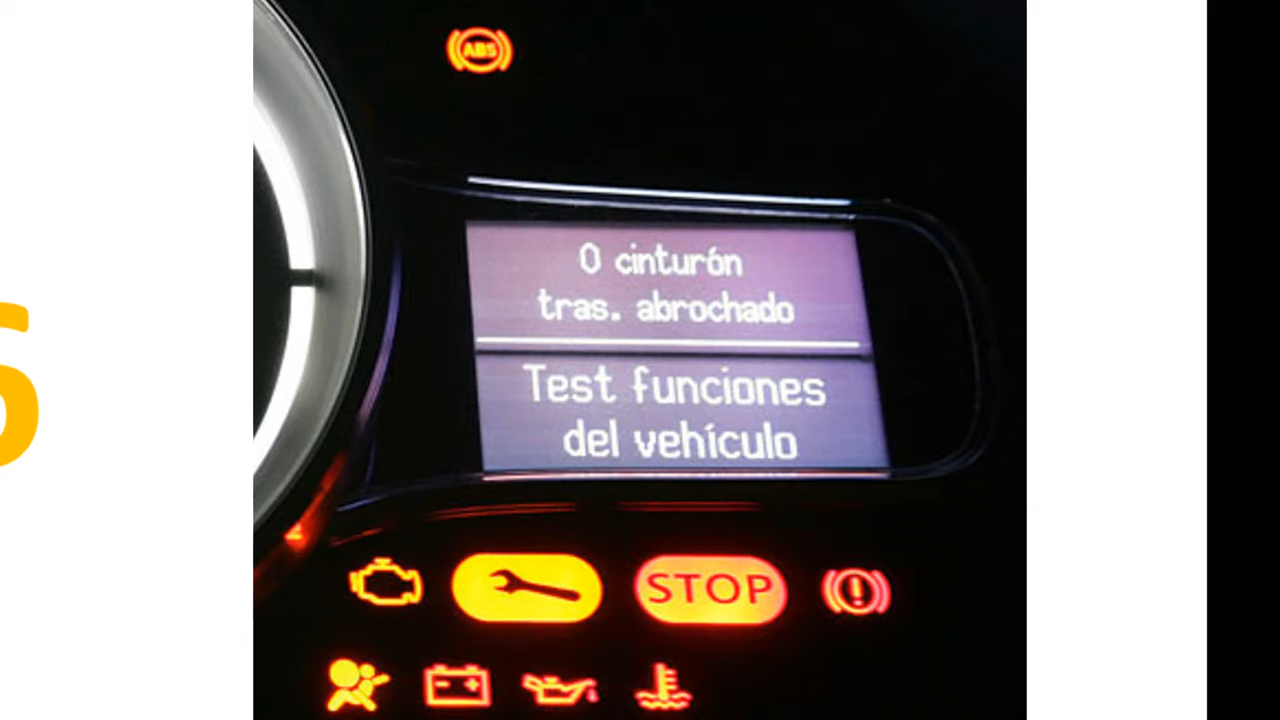 ABS
0 cinturón
tras. abrochado
Test funciones
del vehículo
STOP